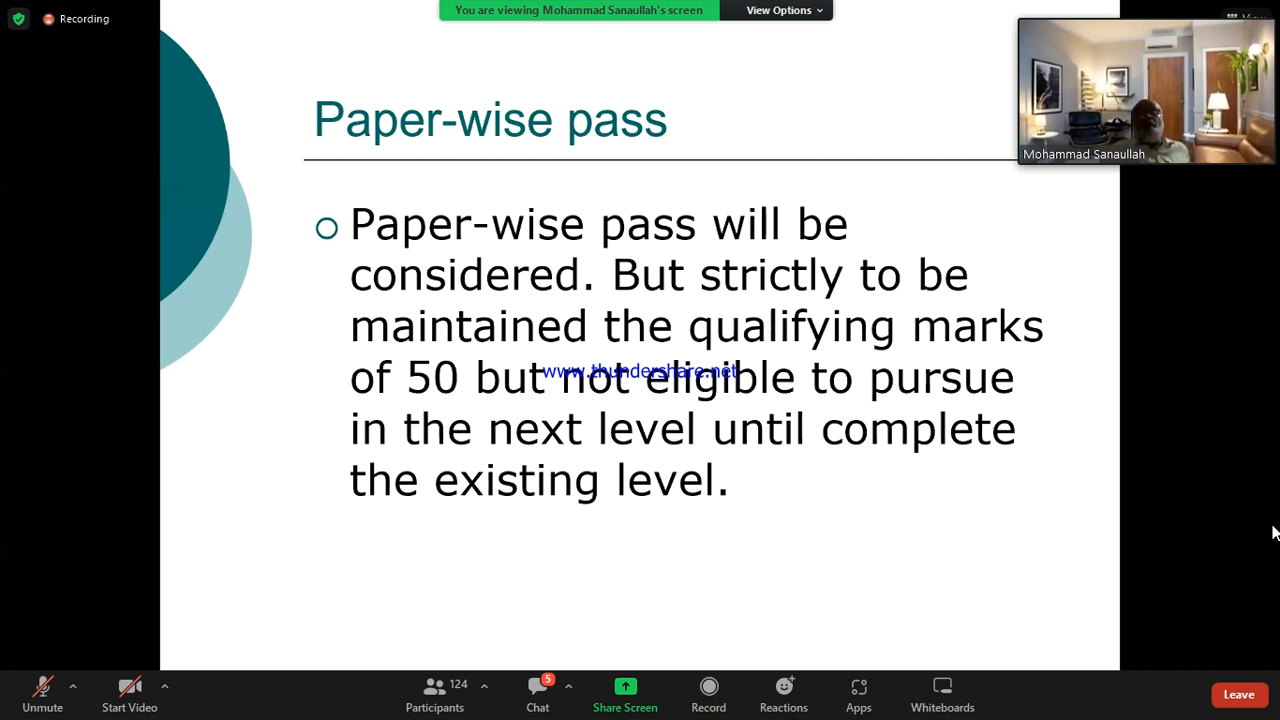 Recording
You are viewing Mohammad Sanaullah's screen
View Options
View
Mohammad Sanaullah
Paper-wise pass
Paper-wise pass will be
considered. But strictly to be
maintained the qualifying marks
of 50 but not eligible to pursue
www.thundershare.net
in the next level until complete
the existing level.
Unmute
Start Video
Participants
124
Chat
5
Share Screen
Record
Reactions
Apps
Whiteboards
Leave